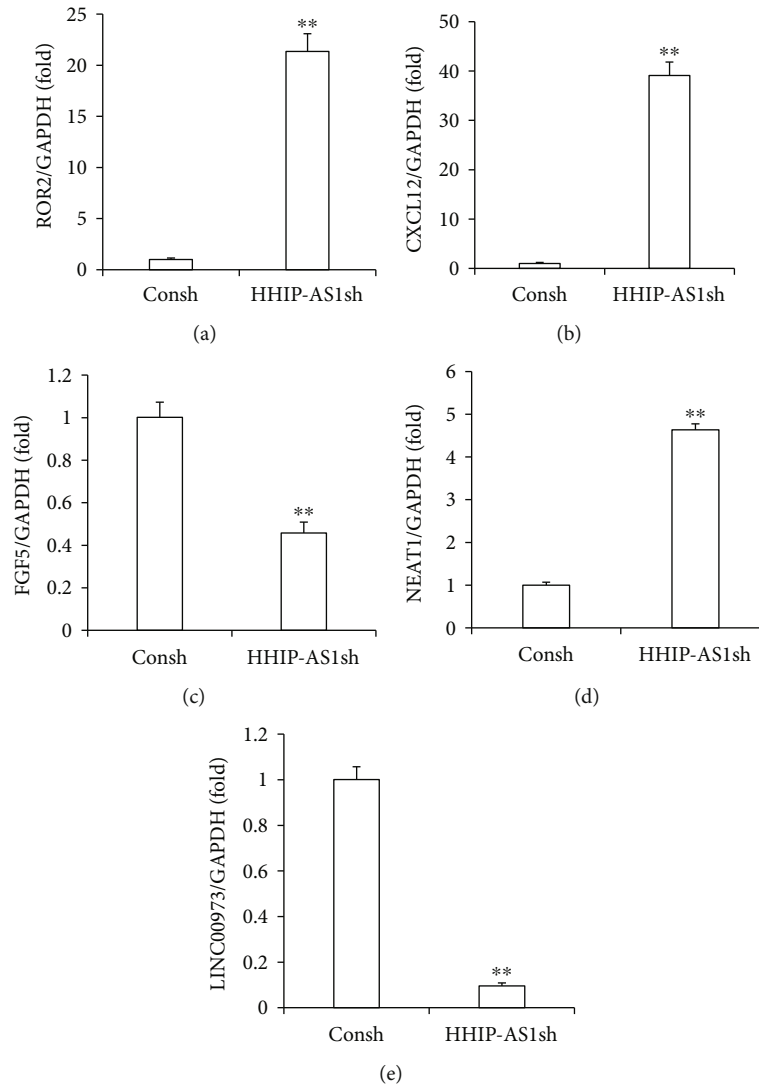 ROR2/GAPDH (fold)
25
20
15
10
5
0
**
Consh
HHIP-AS1sh
(a)
CXCL12/GAPDH (fold)
50
40
30
20
10
0
**
Consh
HHIP-AS1sh
(b)
FGF5/GAPDH (fold)
1.2
1
0.8
0.6
0.4
0.2
0
**
Consh
HHIP-AS1sh
(c)
NEAT1/GAPDH (fold)
6
5
4
3
2
1
0
**
Consh
HHIP-AS1sh
(d)
LINC00973/GAPDH (fold)
1.2
1
0.8
0.6
0.4
0.2
0
**
Consh
HHIP-AS1sh
(e)